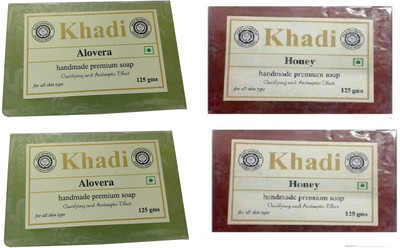 Khadi
Alovera
handmade premium soap
Clarifying and Antiseptic Effect
for all skin type
125 gms
Khadi
Honey
handmade premium soap
Clarifying and Antiseptic Effect
for all skin type
125 gms
Khadi
Alovera
handmade premium soap
Clarifying and Antiseptic Effect
for all skin type
125 gms
Khadi
Honey
handmade premium soap
Clarifying and Antiseptic Effect
for all skin type
125 gms